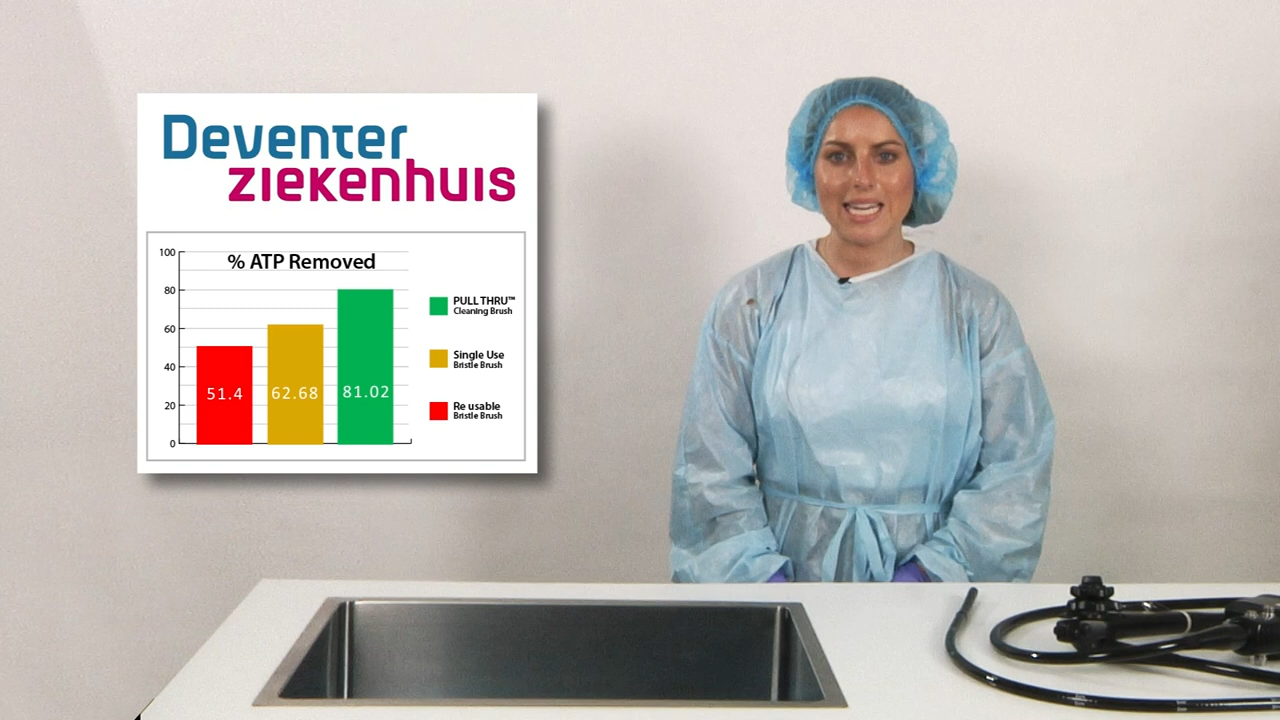 Deventer
ziekenhuis
% ATP Removed
100
80
60
40
20
0
51.4
62.68
81.02
PULL THRU™
Cleaning Brush
Single Use
Bristle Brush
Re usable
Bristle Brush